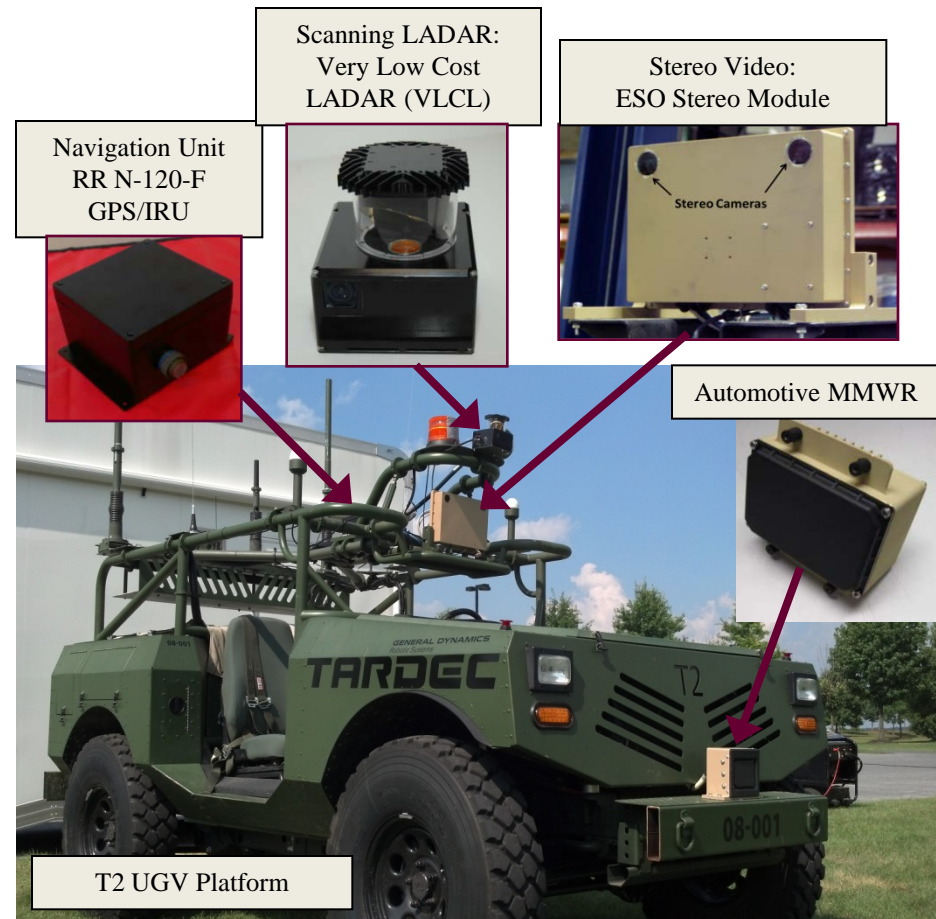 Scanning LADAR:
Very Low Cost
LADAR (VLCL)
Stereo Video:
ESO Stereo Module
Navigation Unit
RR N-120-F
GPS/IRU
Stereo Cameras
Automotive MMWR
08-001
GENERAL DYNAMICS
Robotic Systems
TARDEC
T2
08-001
T2 UGV Platform